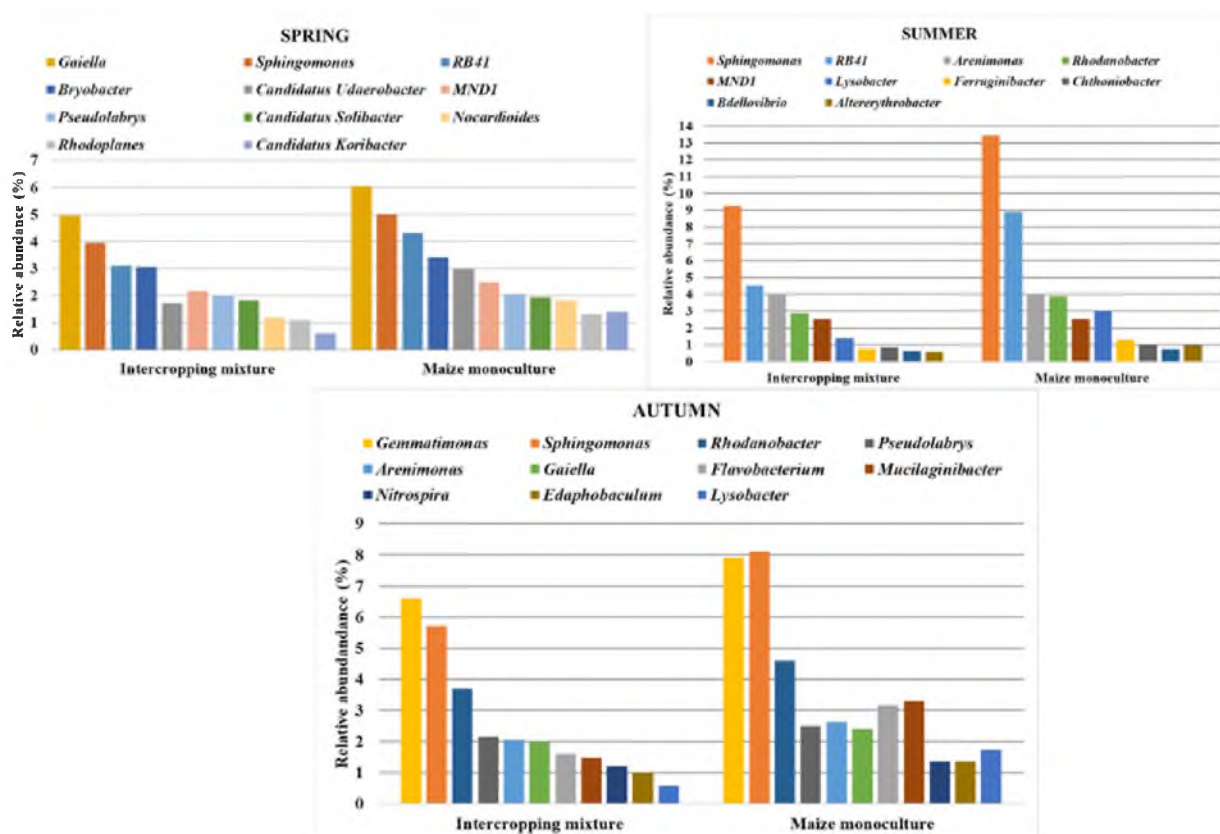 SPRING
Gaiella Sphingomonas RB41
Bryobacter Candidatus Udaerobacter MND1
Pseudolabrys Candidatus Solibacter Nocardioides
Rhodoplanes Candidatus Koribacter
Relative abundance (%)
7
6
5
4
3
2
1
0
Intercropping mixture Maize monoculture
SUMMER
Sphingomonas RB41 Arenimonas Rhodanobacter
MND1 Lysobacter Ferruginibacter Chthoniobacter
Bdellovibrio Altererythrobacter
Relative abundance (%)
14
13
12
11
10
9
8
7
6
5
4
3
2
1
0
Intercropping mixture Maize monoculture
AUTUMN
Gemmatimonas Sphingomonas Rhodanobacter Pseudolabrys
Arenimonas Gaiella Flavobacterium Mucilaginibacter
Nitrospira Edaphobaculum Lysobacter
Relative abundandance (%)
9
8
7
6
5
4
3
2
1
0
Intercropping mixture Maize monoculture